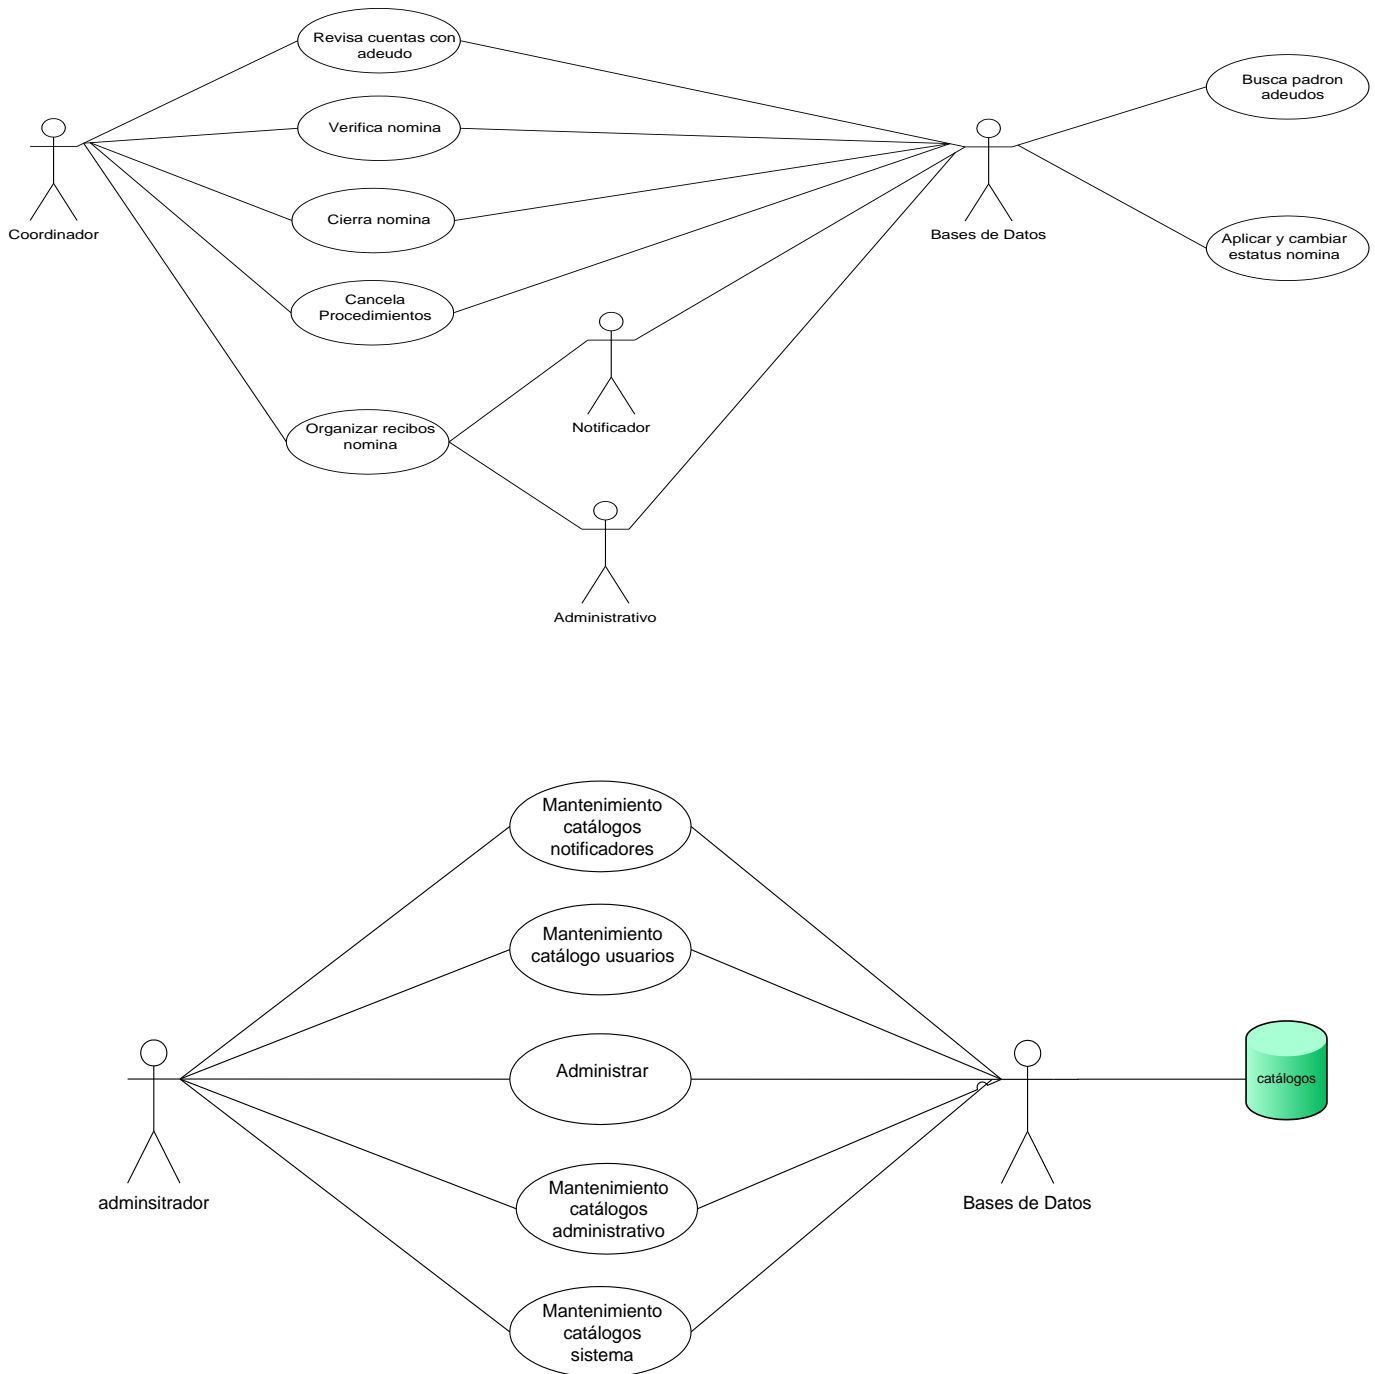 Revisa cuentas con
adeudo
Busca padron
adeudos
Verifica nomina
Cierra nomina
Coordinador
Bases de Datos
Aplicar y cambiar
estatus nomina
Cancela
Procedimientos
Notificador
Organizar recibos
nomina
Administrativo
Mantenimiento
catálogos
notificadores
Mantenimiento
catálogo usuarios
Administrar
catálogos
adminsitrador
Mantenimiento
catálogos
administrativo
Bases de Datos
Mantenimiento
catálogos
sistema